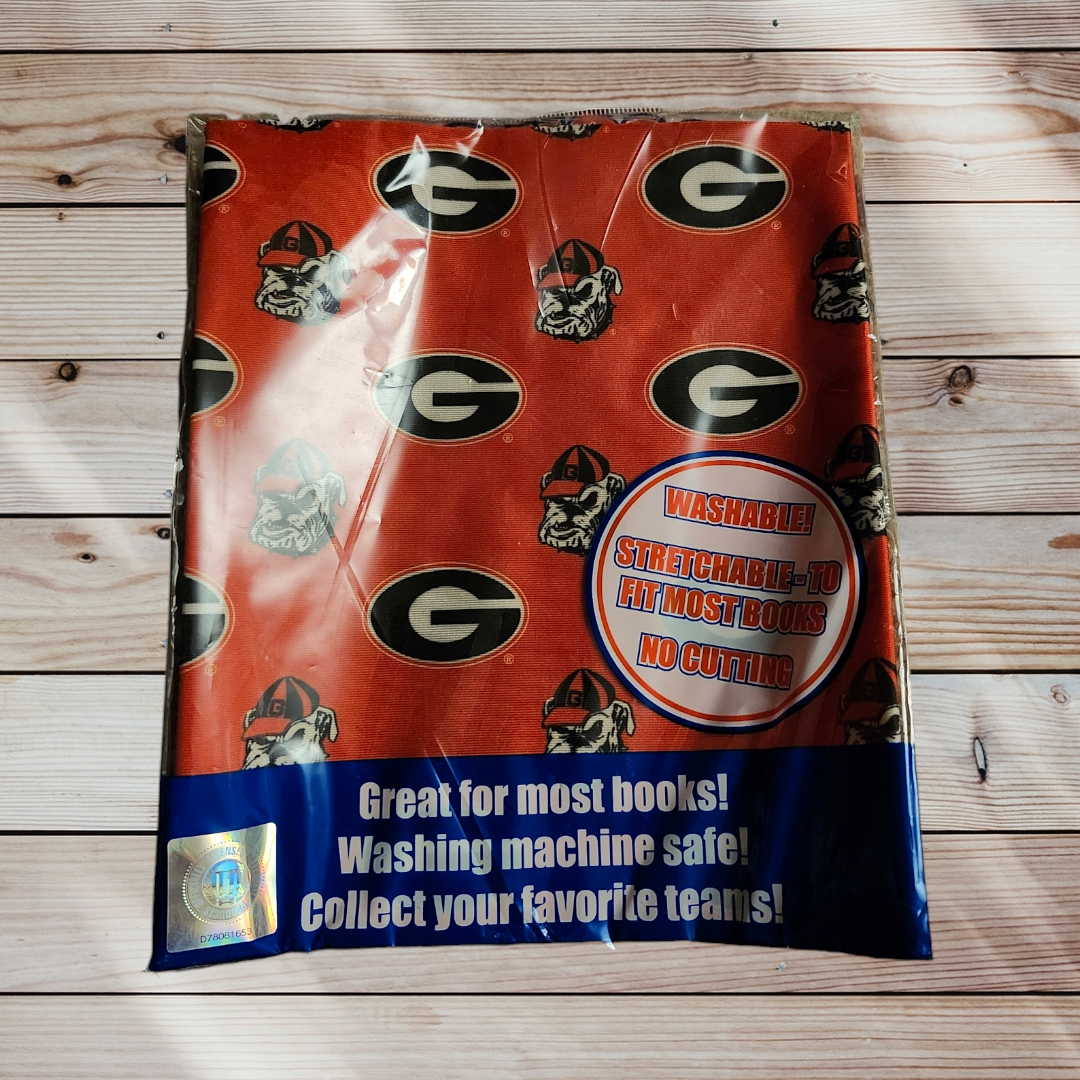 G
G
G
G
G
WASHABLE!
STRETCHABLE - TO
FIT MOST BOOKS
NO CUTTING
Great for most books!
Washing machine safe!
Collect your favorite teams!
D78081653